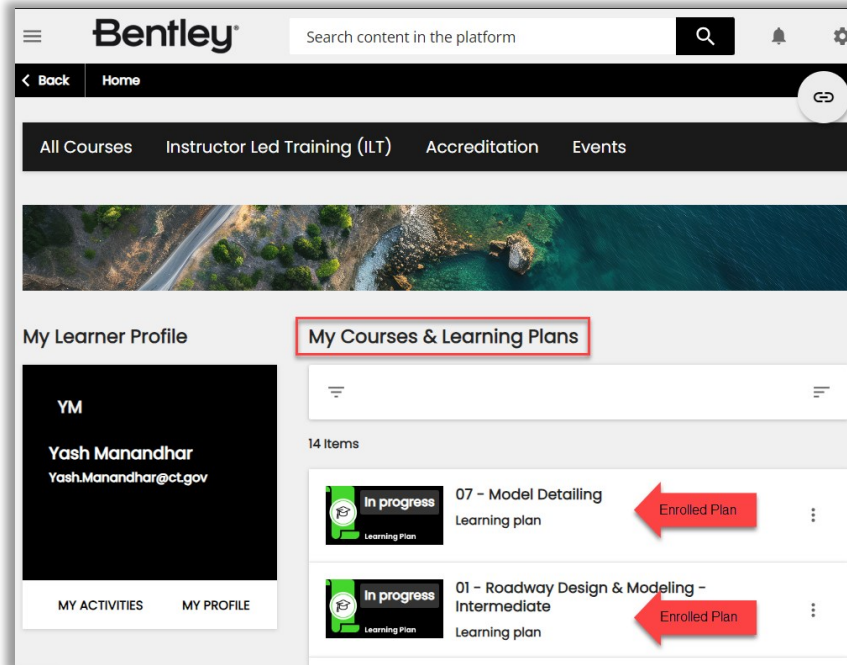 Bentley
Search content in the platform
Back Home
All Courses Instructor Led Training (ILT) Accreditation Events
My Learner Profile
My Courses & Learning Plans
YM
Yash Manandhar
Yash.Manandhar@ct.gov
MY ACTIVITIES MY PROFILE
14 Items
In progress
Learning Plan
07 - Model Detailing
Learning plan
Enrolled Plan
In progress
Learning Plan
01 - Roadway Design & Modeling -
Intermediate
Learning plan
Enrolled Plan